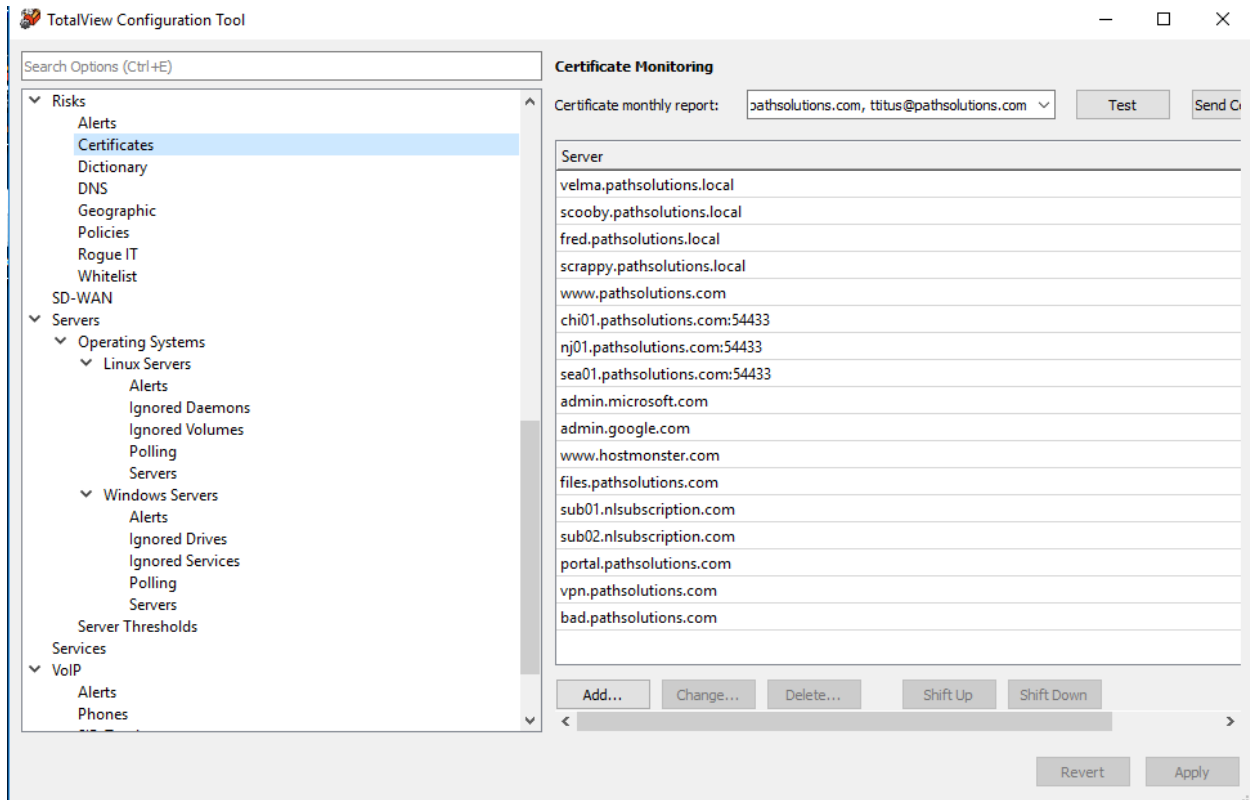 TotalView Configuration Tool
Search Options (Ctrl+E)
Risks
Alerts
Certificates
Dictionary
DNS
Geographic
Policies
Rogue IT
Whitelist
SD-WAN
Servers
Operating Systems
Linux Servers
Alerts
Ignored Daemons
Ignored Volumes
Polling
Servers
Windows Servers
Alerts
Ignored Drives
Ignored Services
Polling
Servers
Server Thresholds
Services
VoIP
Alerts
Phones
Certificate Monitoring
Certificate monthly report: pathsolutions.com, ttitus@pathsolutions.com Test Send Ce
Server
velma.pathsolutions.local
scooby.pathsolutions.local
fred.pathsolutions.local
scrappy.pathsolutions.local
www.pathsolutions.com
chi01.pathsolutions.com:54433
nj01.pathsolutions.com:54433
sea01.pathsolutions.com:54433
admin.microsoft.com
admin.google.com
www.hostmonster.com
files.pathsolutions.com
sub01.nlsubscription.com
sub02.nlsubscription.com
portal.pathsolutions.com
vpn.pathsolutions.com
bad.pathsolutions.com
Add... Change... Delete... Shift Up Shift Down
Revert Apply